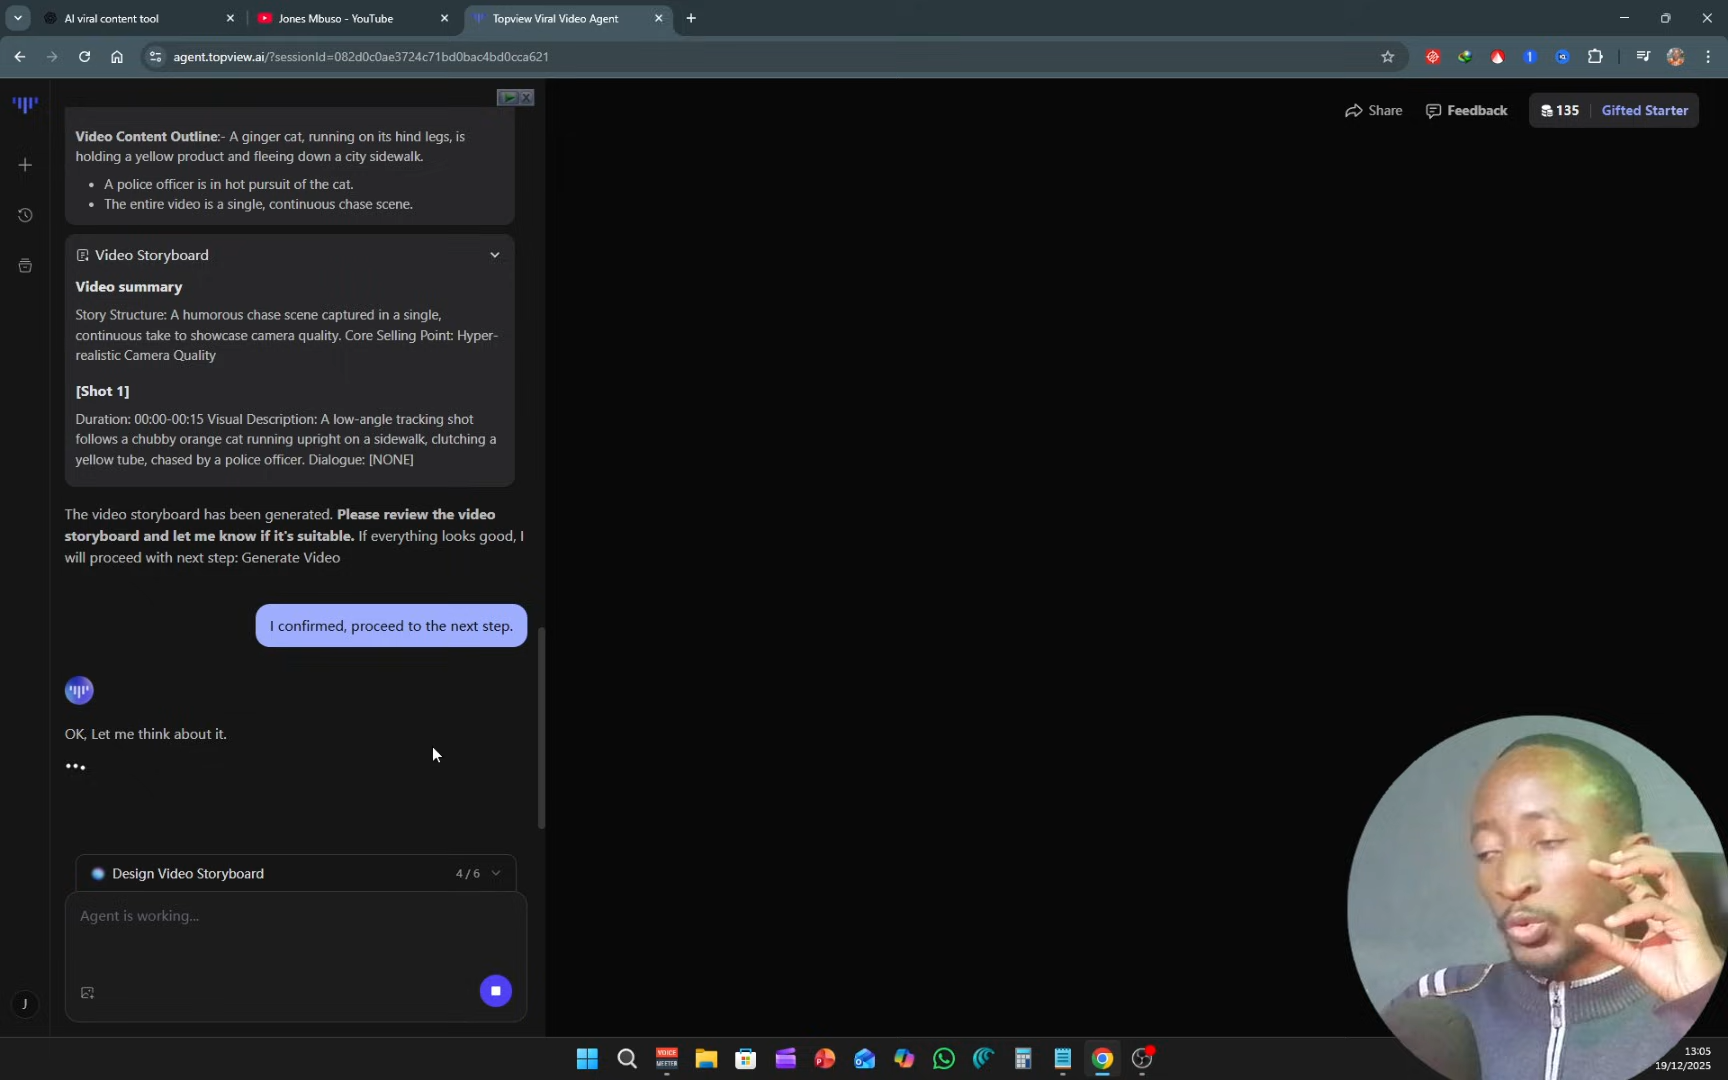 AI viral content tool
Jones Mbuso - YouTube
Topview Viral Video Agent
agent.topview.ai/?sessionId=082d0c0ae3724c71bd0bac4bd0cca621
Share
Feedback
135
Gifted Starter
Video Content Outline:- A ginger cat, running on its hind legs, is
holding a yellow product and fleeing down a city sidewalk.
• A police officer is in hot pursuit of the cat.
• The entire video is a single, continuous chase scene.
Video Storyboard
Video summary
Story Structure: A humorous chase scene captured in a single,
continuous take to showcase camera quality. Core Selling Point: Hyper-
realistic Camera Quality
[Shot 1]
Duration: 00:00-00:15 Visual Description: A low-angle tracking shot
follows a chubby orange cat running upright on a sidewalk, clutching a
yellow tube, chased by a police officer. Dialogue: [NONE]
The video storyboard has been generated. Please review the video
storyboard and let me know if it's suitable. If everything looks good, I
will proceed with next step: Generate Video
I confirmed, proceed to the next step.
OK, Let me think about it.
Design Video Storyboard
4 / 6
Agent is working...
J
VOICE
MEETER
13:05
19/12/2025